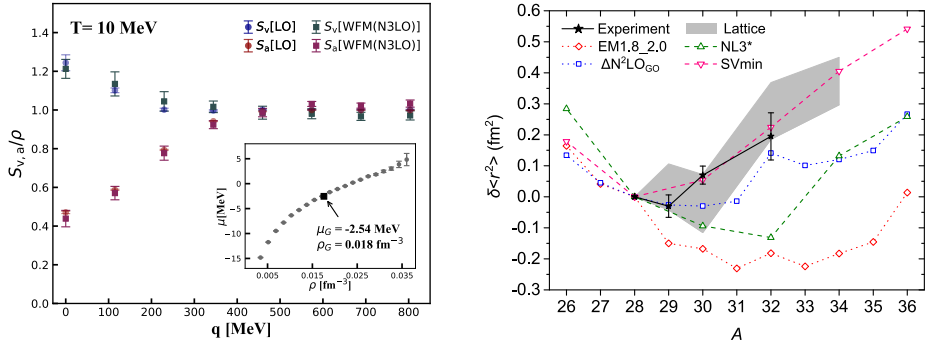 T= 10 MeV
S_v[LO]
S_a[LO]
S_v[WFM(N3LO)]
S_a[WFM(N3LO)]
S_{v, a}/ρ
1.4
1.2
1.0
0.8
0.6
0.4
0.2
0.0
μ[MeV]
5
0
−5
−10
−15
μ_G = -2.54 MeV
ρ_G = 0.018 fm^{−3}
0.005 0.015 0.025 0.035
ρ [fm^{−3}]
0 100 200 300 400 500 600 700 800
q [MeV]
Experiment
EM1.8_2.0
ΔN²LO_{GO}
Lattice
NL3*
SVmin
δ<r²> (fm²)
0.6
0.5
0.4
0.3
0.2
0.1
0.0
-0.1
-0.2
-0.3
26 27 28 29 30 31 32 33 34 35 36
A